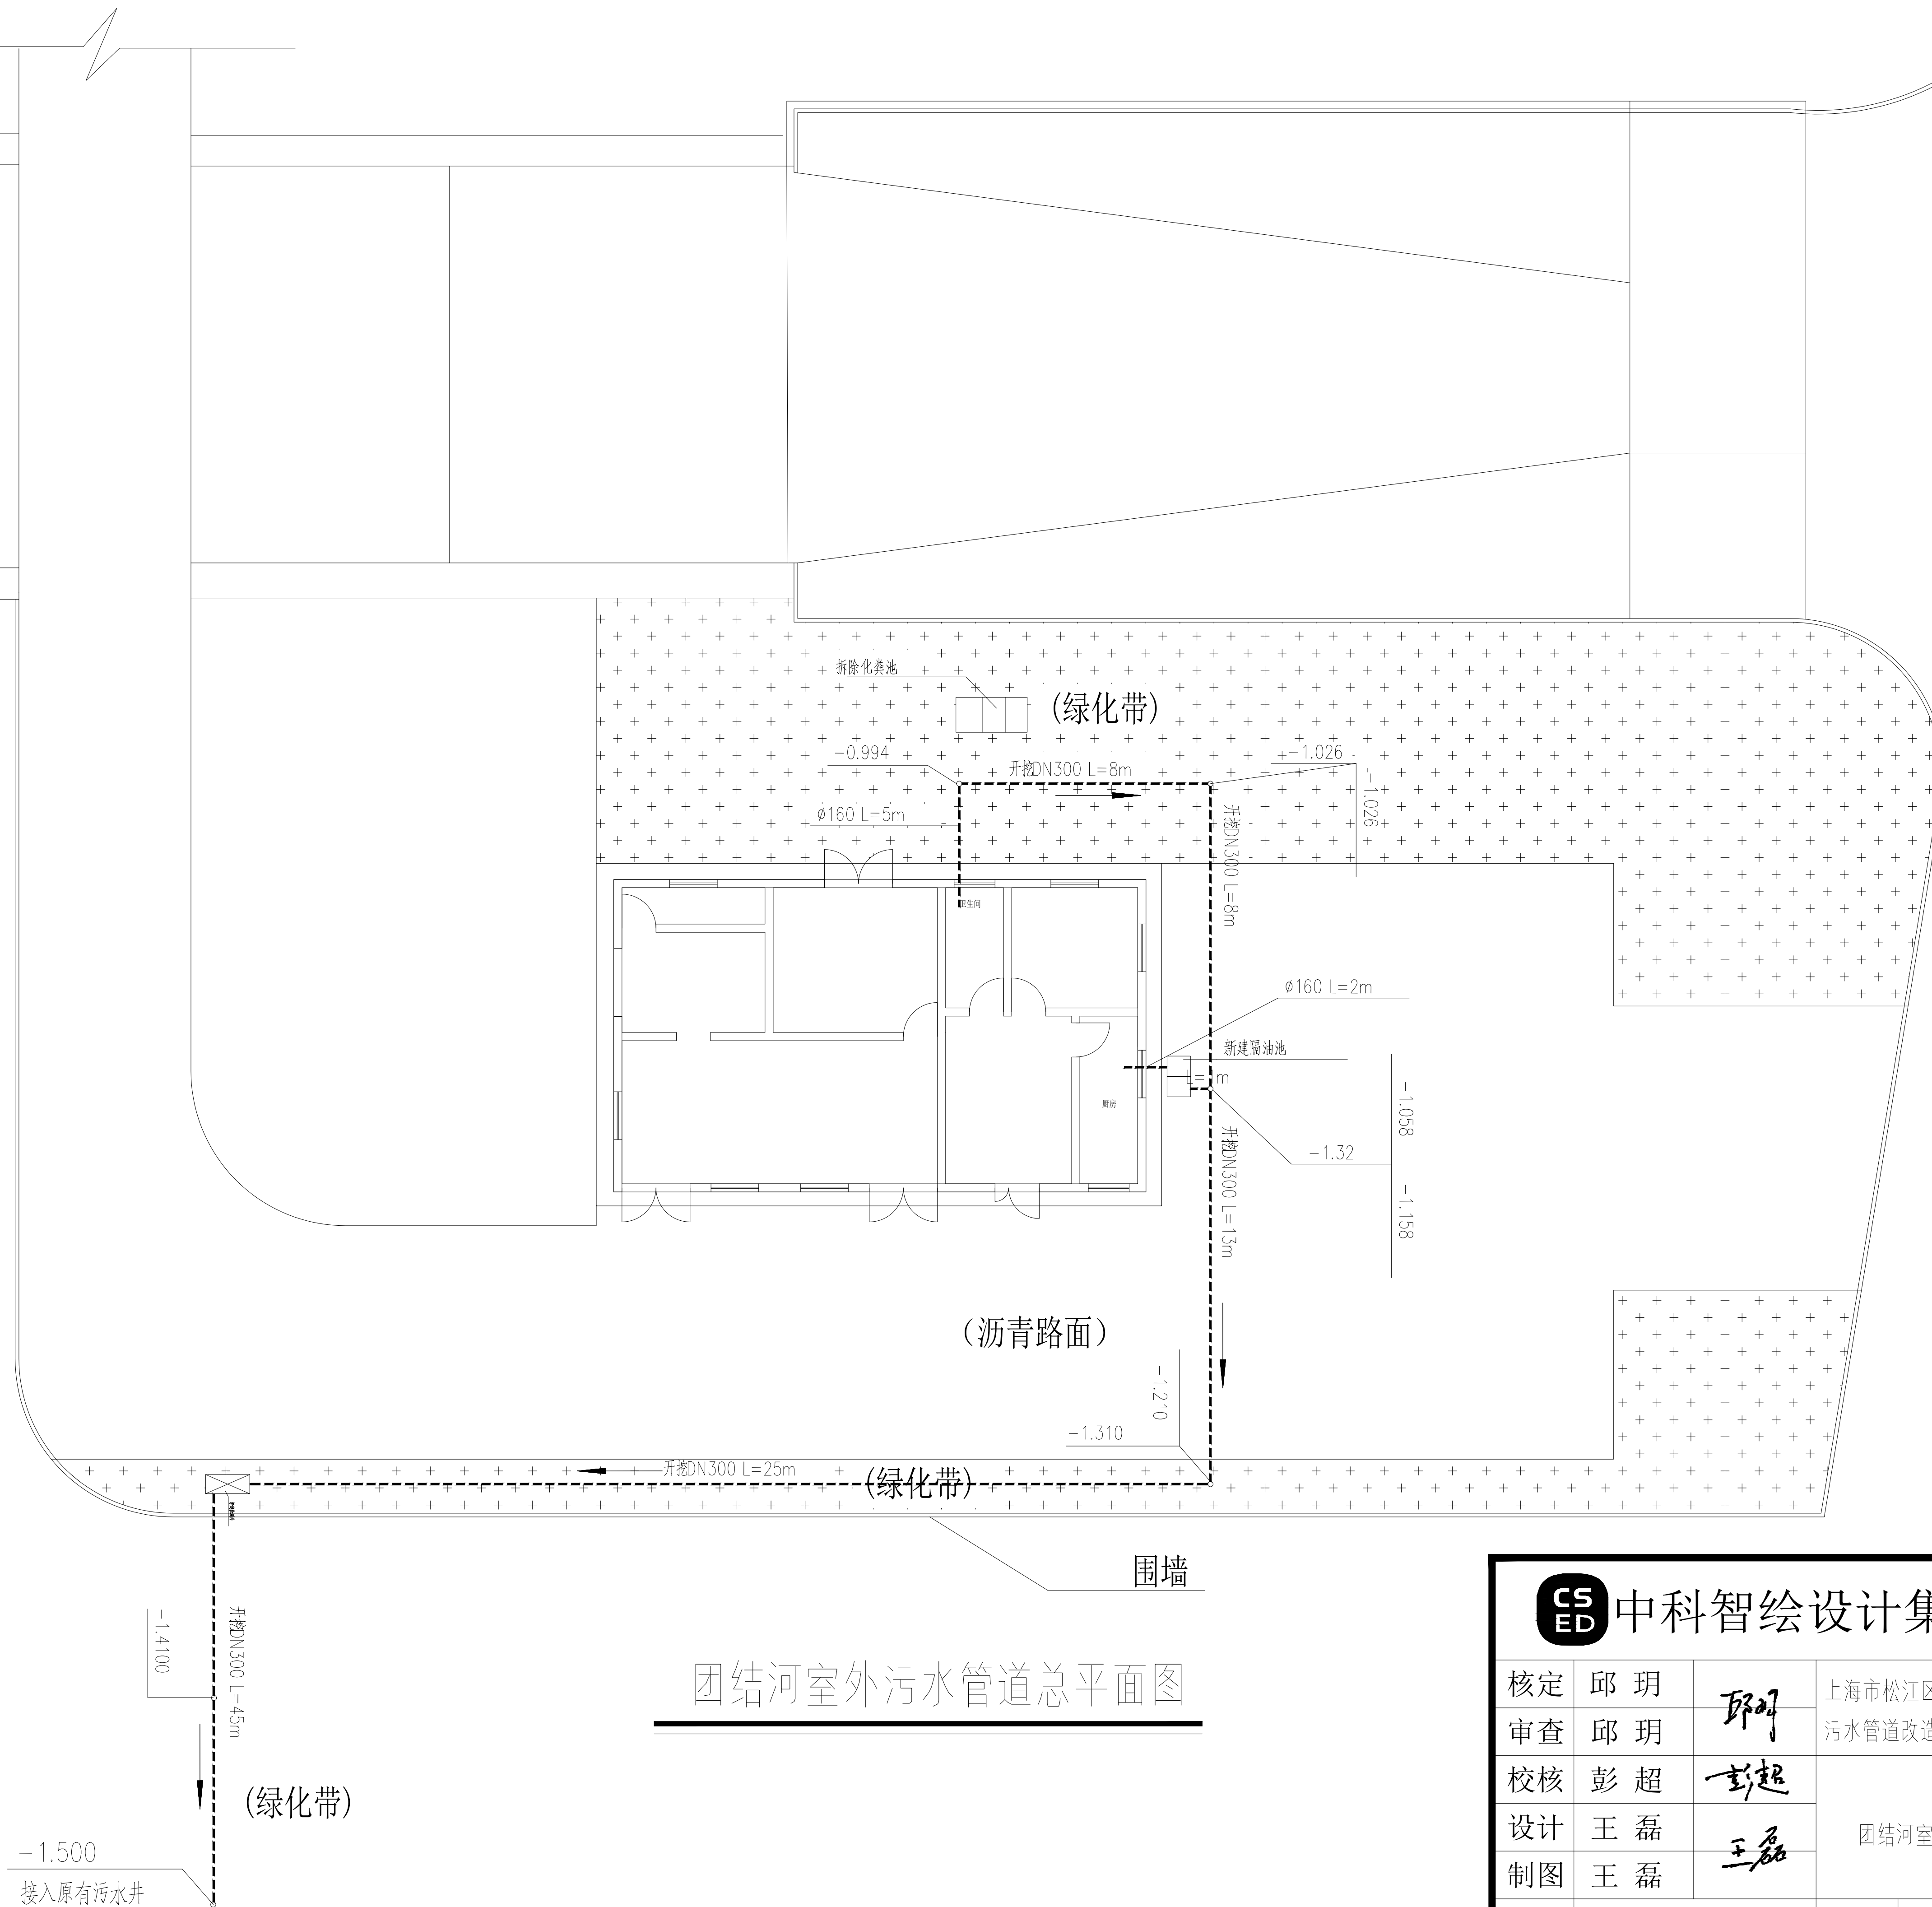 拆除化粪池
(绿化带)
-0.994
开挖DN300 L=8m
-1.026
-1.026
ø160 L=5m
开挖DN300 L=8m
卫生间
ø160 L=2m
新建隔油池
L=1m
厨房
-1.058
-1.32
-1.158
开挖DN300 L=13m
(沥青路面)
-1.210
-1.310
开挖DN300 L=25m
(绿化带)
围墙
-1.4100
开挖DN300 L=45m
团结河室外污水管道总平面图
(绿化带)
-1.500
接入原有污水井
CS
ED
中科智绘设计集
核定 邱玥 邱玥
上海市松江区
审查 邱玥
污水管道改造
校核 彭超 彭超
设计 王磊 王磊
团结河室
制图 王磊